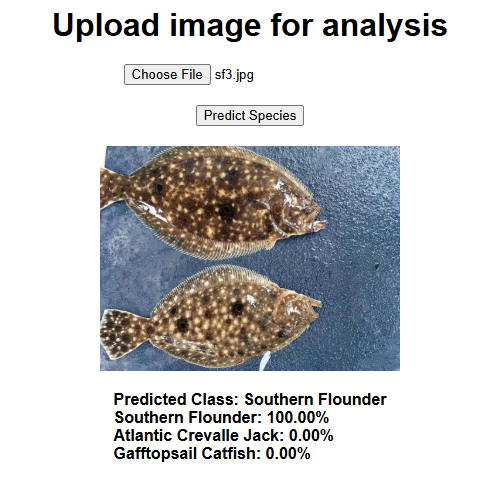 Upload image for analysis
Choose File sf3.jpg
Predict Species
Predicted Class: Southern Flounder
Southern Flounder: 100.00%
Atlantic Crevalle Jack: 0.00%
Gafftopsail Catfish: 0.00%